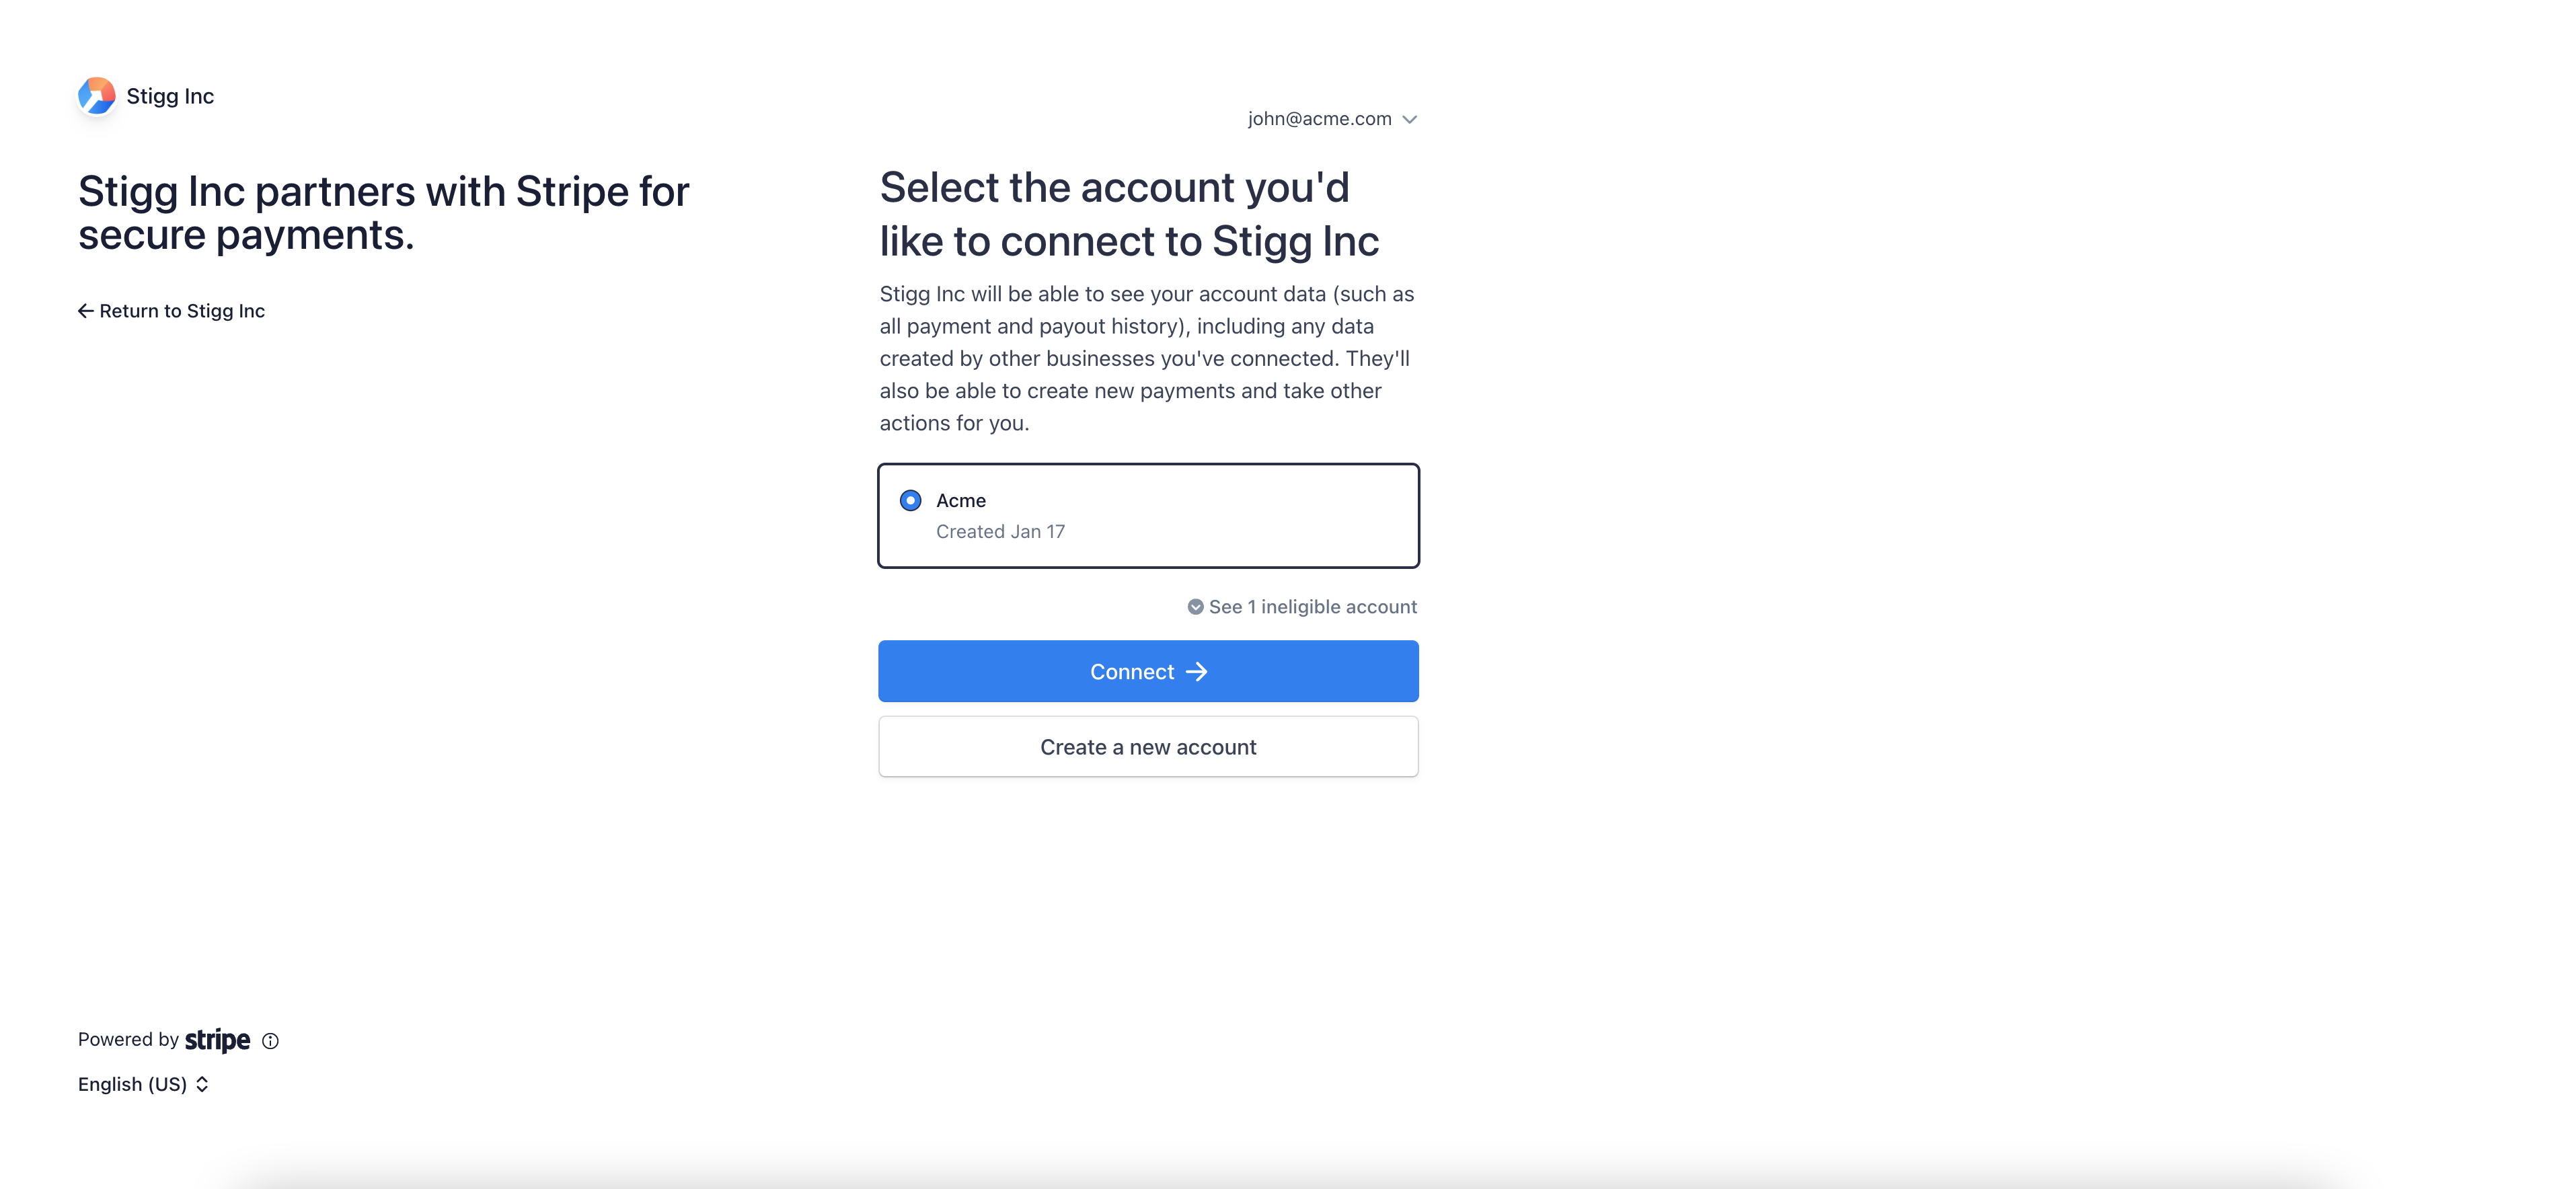 Stigg Inc
Stigg Inc partners with Stripe for
secure payments.
Return to Stigg Inc
john@acme.com
Select the account you'd
like to connect to Stigg Inc
Stigg Inc will be able to see your account data (such as
all payment and payout history), including any data
created by other businesses you've connected. They'll
also be able to create new payments and take other
actions for you.
Acme
Created Jan 17
See 1 ineligible account
Connect
Create a new account
Powered by stripe
English (US)